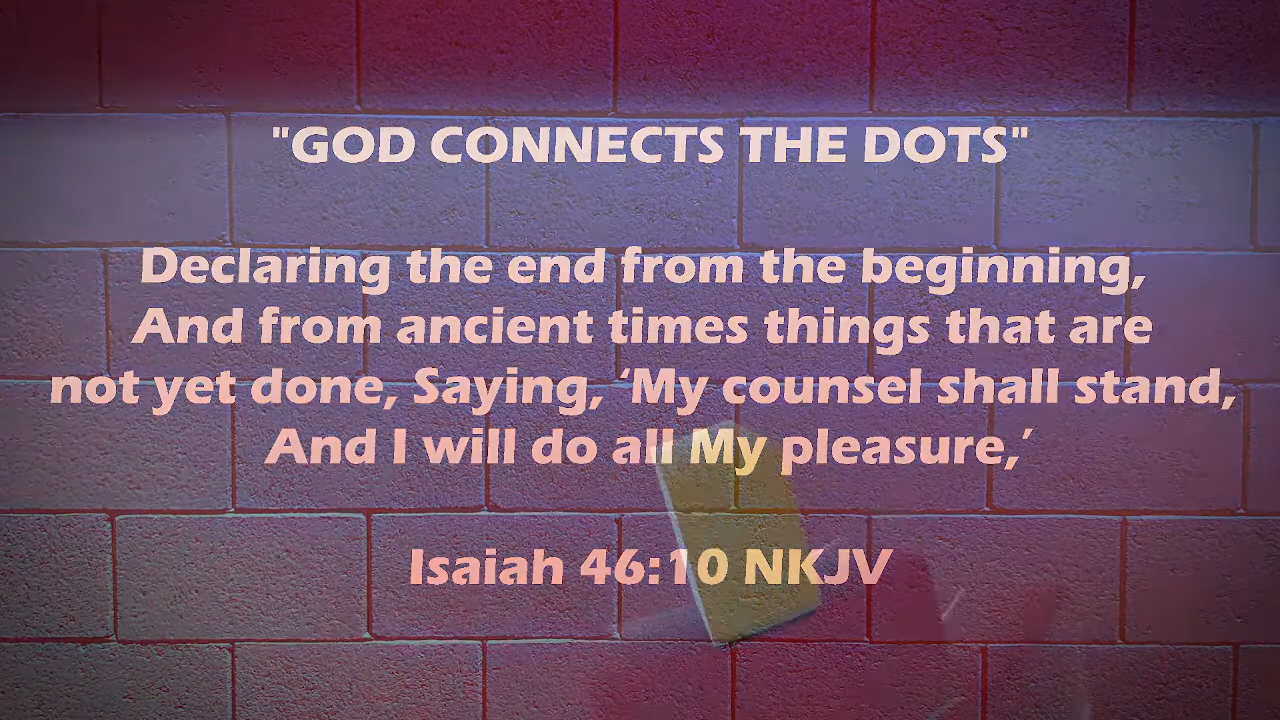 "GOD CONNECTS THE DOTS"
Declaring the end from the beginning,
And from ancient times things that are
not yet done, Saying, ‘My counsel shall stand,
And I will do all My pleasure,’
Isaiah 46:10 NKJV